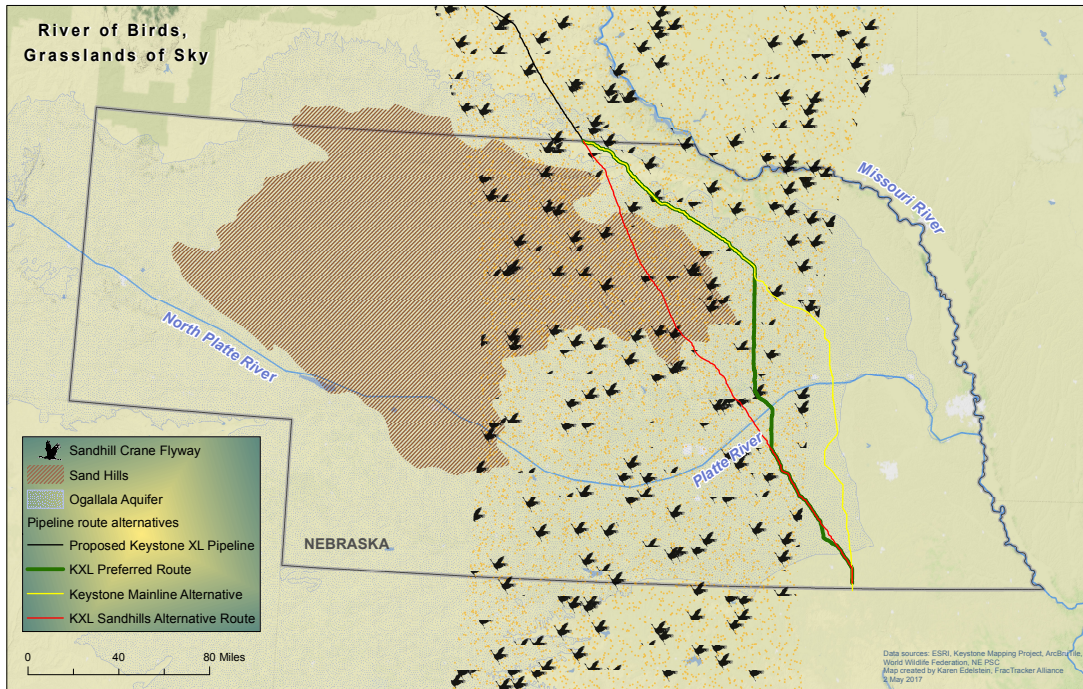 River of Birds,
Grasslands of Sky
Missouri River
North Platte River
Platte River
NEBRASKA
Sandhill Crane Flyway
Sand Hills
Ogallala Aquifer
Pipeline route alternatives
Proposed Keystone XL Pipeline
KXL Preferred Route
Keystone Mainline Alternative
KXL Sandhills Alternative Route
0 40 80 Miles
Data sources: ESRI, Keystone Mapping Project, ArcBruTile,
World Wildlife Federation, NE PSC
Map created by Karen Edelstein, FracTracker Alliance
2 May 2017